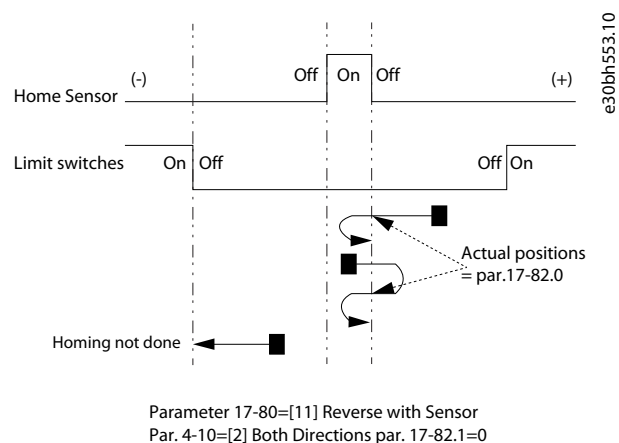 e30bh553.10
(-) Off On Off (+)
Home Sensor
Limit switches On Off Off On
Actual positions
= par.17-82.0
Homing not done
Parameter 17-80=[11] Reverse with Sensor
Par. 4-10=[2] Both Directions par. 17-82.1=0